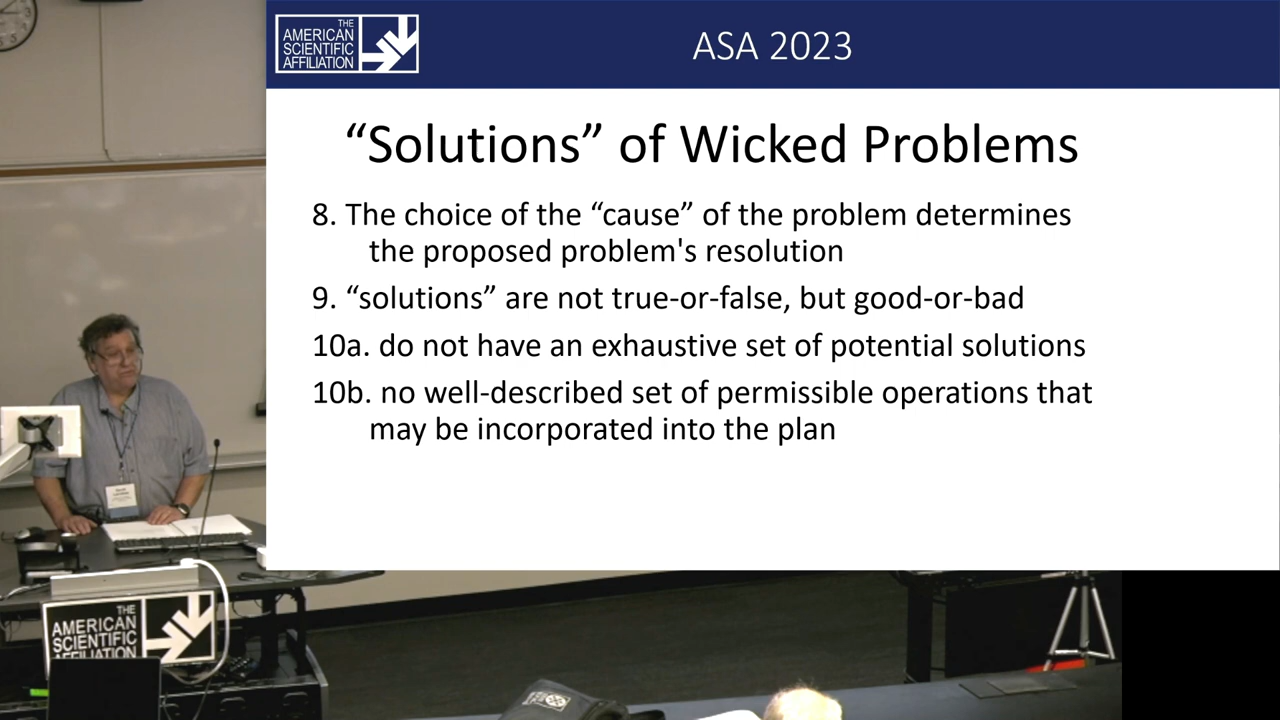 THE
AMERICAN
SCIENTIFIC
AFFILIATION
ASA 2023
“Solutions” of Wicked Problems
8. The choice of the “cause” of the problem determines
the proposed problem's resolution
9. “solutions” are not true-or-false, but good-or-bad
10a. do not have an exhaustive set of potential solutions
10b. no well-described set of permissible operations that
may be incorporated into the plan
THE
AMERICAN
SCIENTIFIC
AFFILIATION